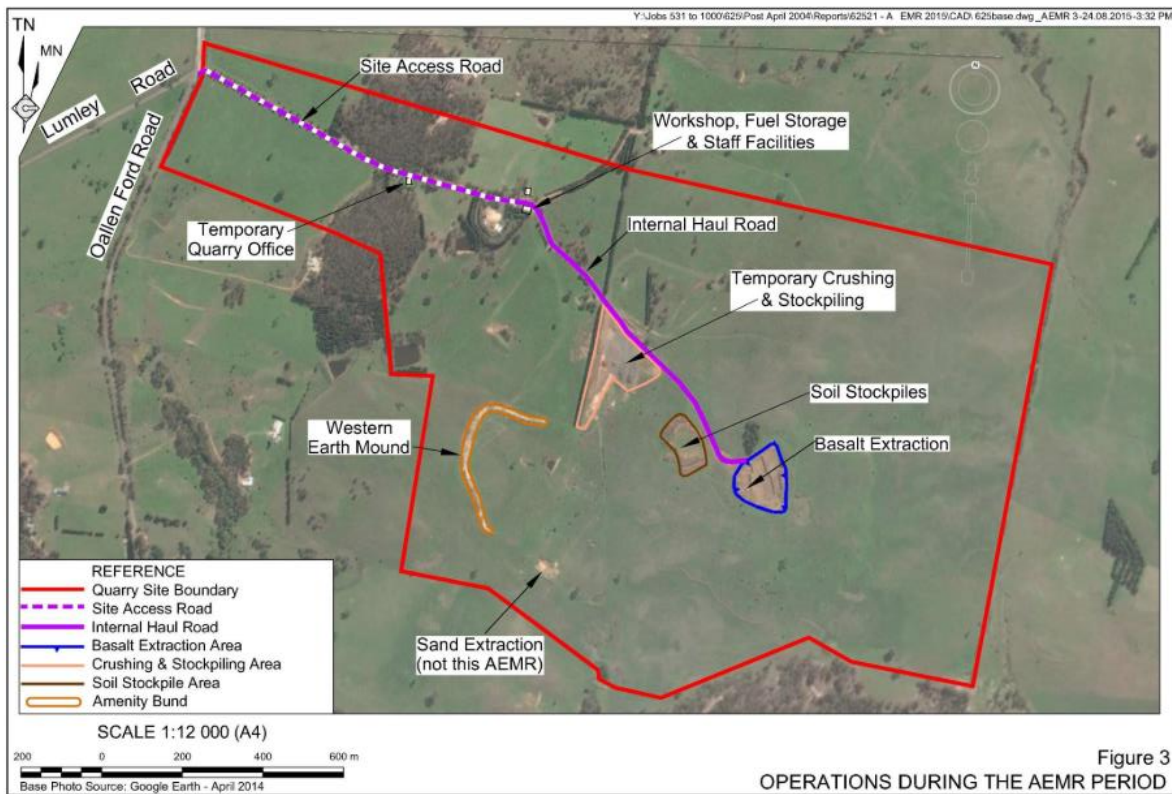 Y:\Jobs 531 to 1000\625\Post April 2004\Reports\62521 - A EMR 2015\CAD\ 625base.dwg _AEMR 3-24.08.2015-3:32 PM
TN
MN
Lumley Road
Oallen Ford Road
Site Access Road
Workshop, Fuel Storage
& Staff Facilities
Temporary
Quarry Office
Internal Haul Road
Temporary Crushing
& Stockpiling
Soil Stockpiles
Basalt Extraction
Western
Earth Mound
Sand Extraction
(not this AEMR)
REFERENCE
Quarry Site Boundary
Site Access Road
Internal Haul Road
Basalt Extraction Area
Crushing & Stockpiling Area
Soil Stockpile Area
Amenity Bund
SCALE 1:12 000 (A4)
200 0 200 400 600 m
Base Photo Source: Google Earth - April 2014
Figure 3
OPERATIONS DURING THE AEMR PERIOD